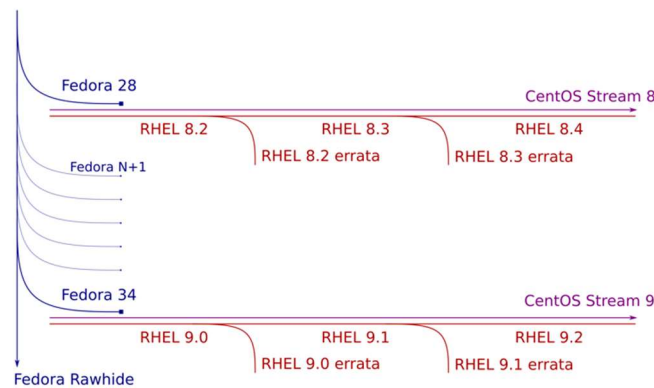 Fedora 28
CentOS Stream 8
RHEL 8.2
RHEL 8.3
RHEL 8.4
RHEL 8.2 errata
RHEL 8.3 errata
Fedora N+1
Fedora 34
CentOS Stream 9
RHEL 9.0
RHEL 9.1
RHEL 9.2
RHEL 9.0 errata
RHEL 9.1 errata
Fedora Rawhide